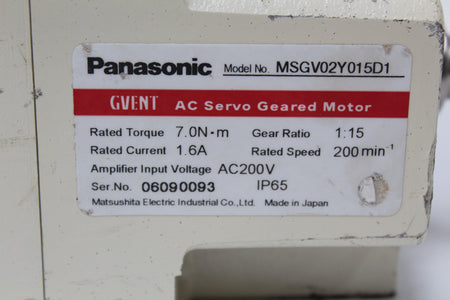 Panasonic Model No. MSGV02Y015D1
GVENT AC Servo Geared Motor
Rated Torque 7.0N·m Gear Ratio 1:15
Rated Current 1.6A Rated Speed 200min⁻¹
Amplifier Input Voltage AC200V
Ser.No. 06090093 IP65
Matsushita Electric Industrial Co.,Ltd. Made in Japan